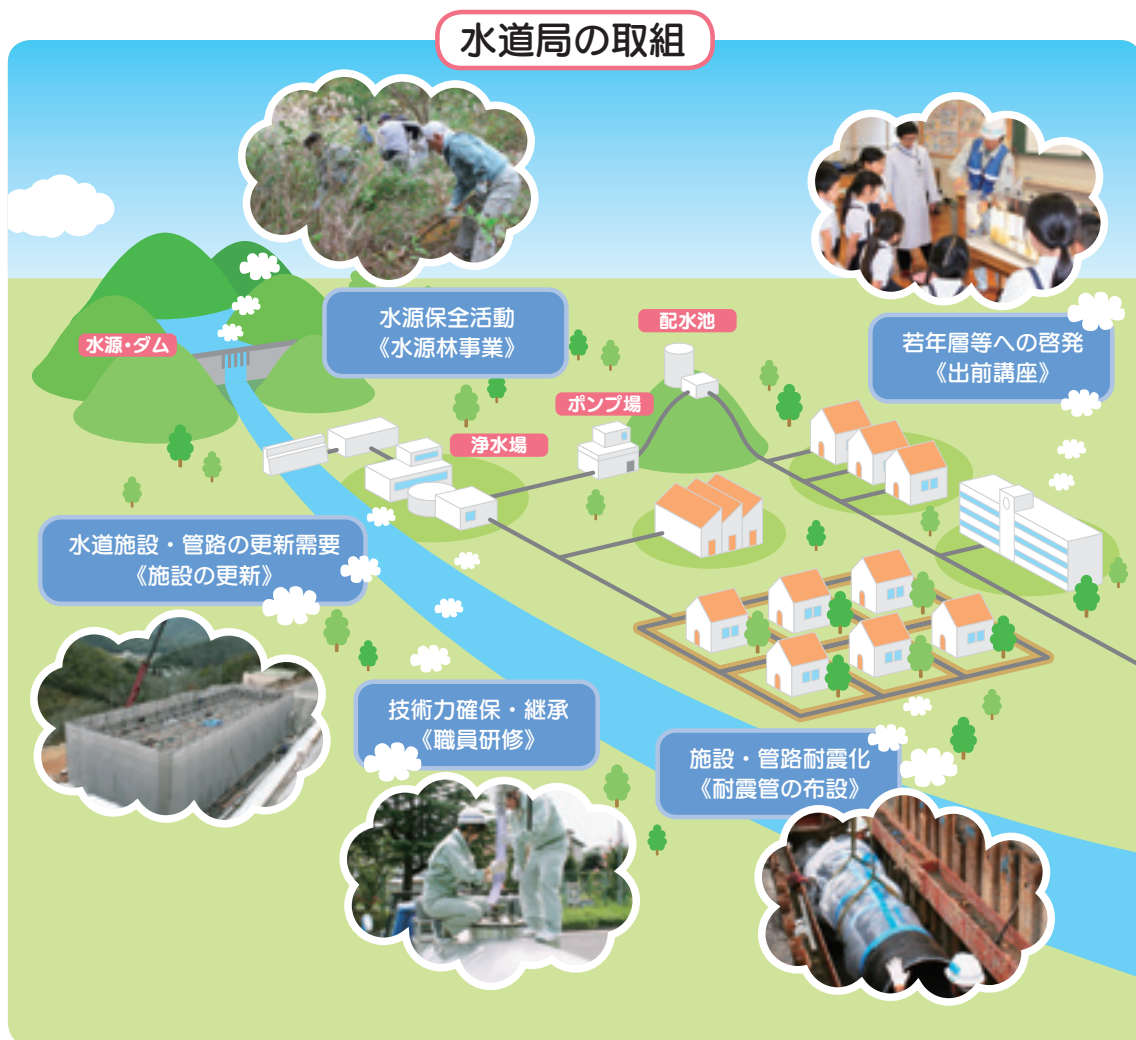 水道局の取組
水源保全活動
《水源林事業》
若年層等への啓発
《出前講座》
水源・ダム
配水池
ポンプ場
浄水場
水道施設・管路の更新需要
《施設の更新》
技術力確保・継承
《職員研修》
施設・管路耐震化
《耐震管の布設》